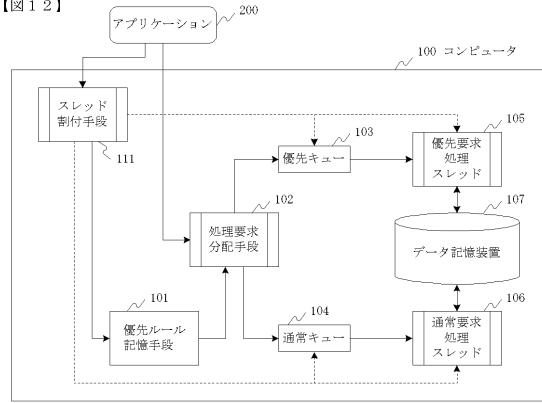 【図１２】
アプリケーション
200
100 コンピュータ
スレッド
割付手段
111
103
優先キュー
105
優先要求
処理
スレッド
102
処理要求
分配手段
107
データ記憶装置
101
優先ルール
記憶手段
104
通常キュー
106
通常要求
処理
スレッド